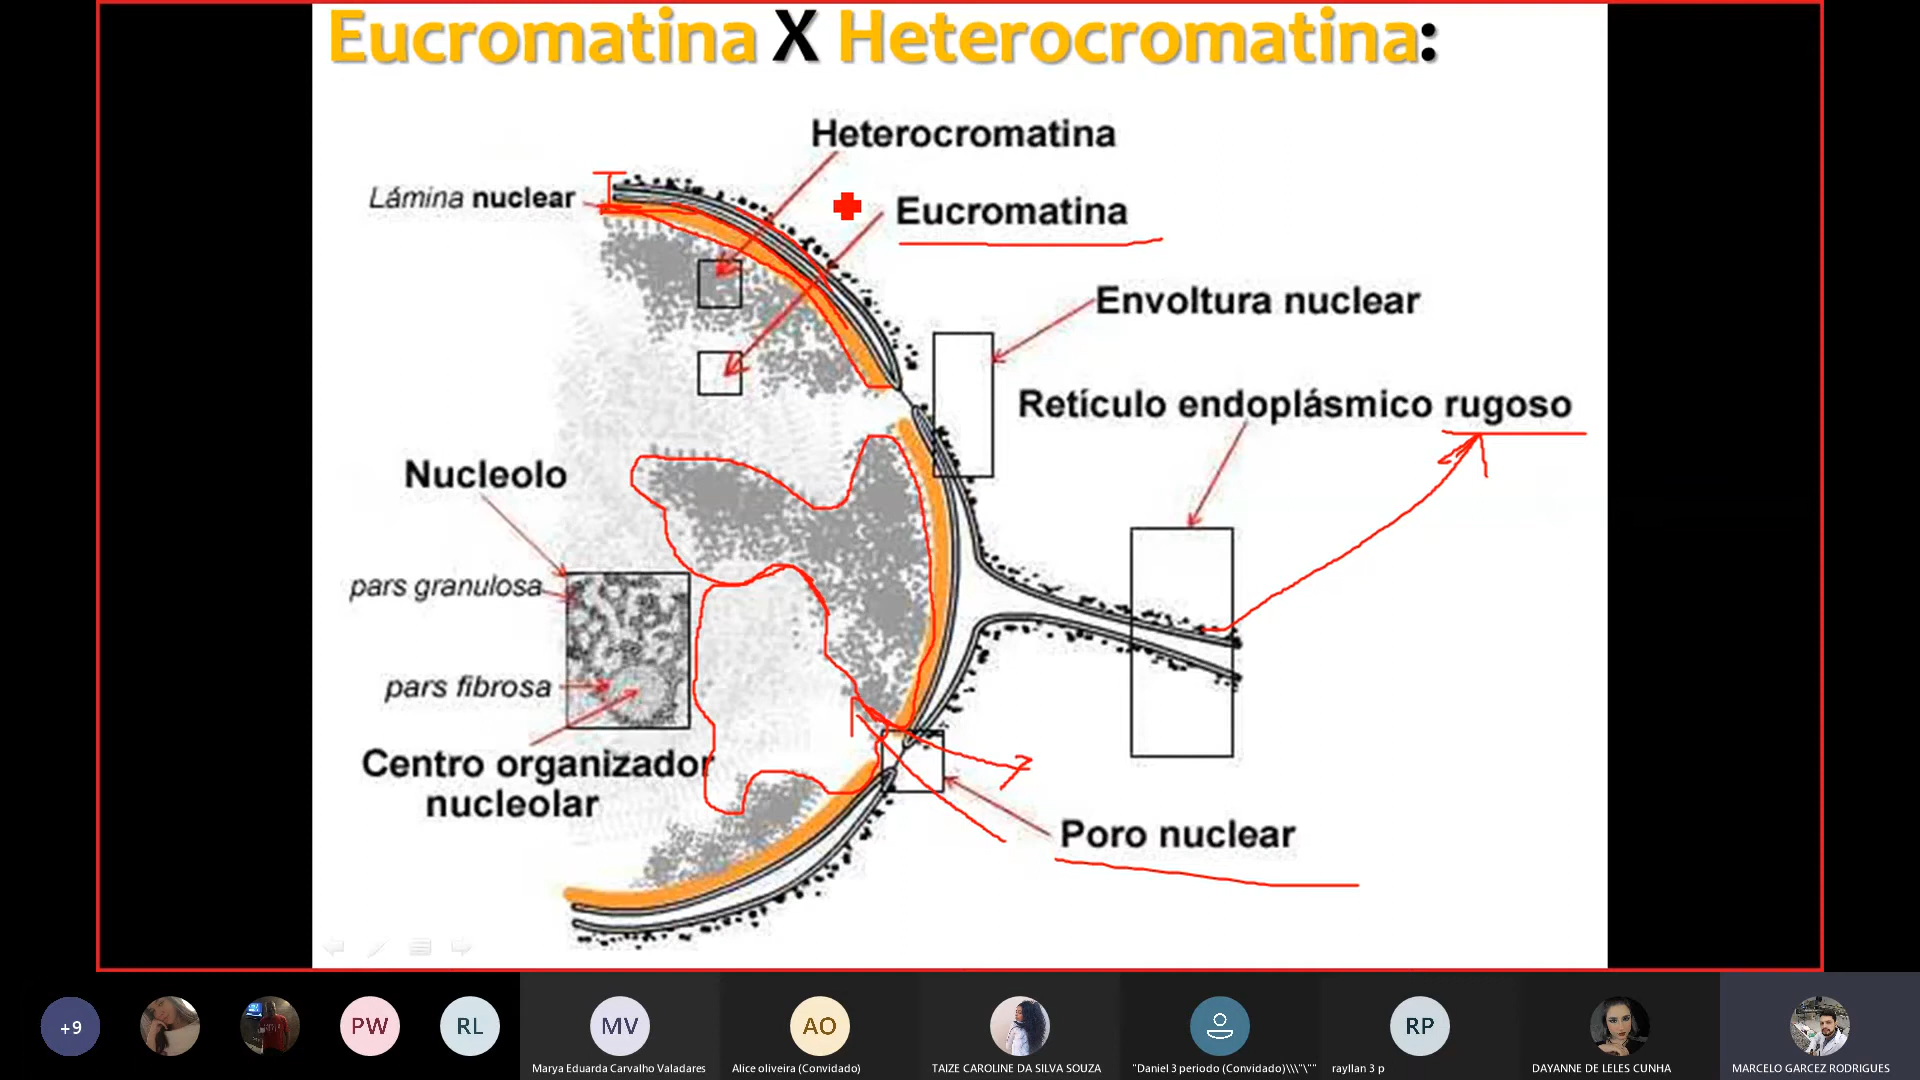 Eucromatina X Heterocromatina:
Heterocromatina
Lámina nuclear
Eucromatina
Envoltura nuclear
Retículo endoplásmico rugoso
Nucleolo
pars granulosa
pars fibrosa
Centro organizador
nucleolar
Poro nuclear
+9
PW
RL
MV
AO
RP
Marya Eduarda Carvalho Valadares
Alice oliveira (Convidado)
TAIZE CAROLINE DA SILVA SOUZA
"Daniel 3 periodo (Convidado)\\\"\""
rayllan 3 p
DAYANNE DE LELES CUNHA
MARCELO GARCEZ RODRIGUES